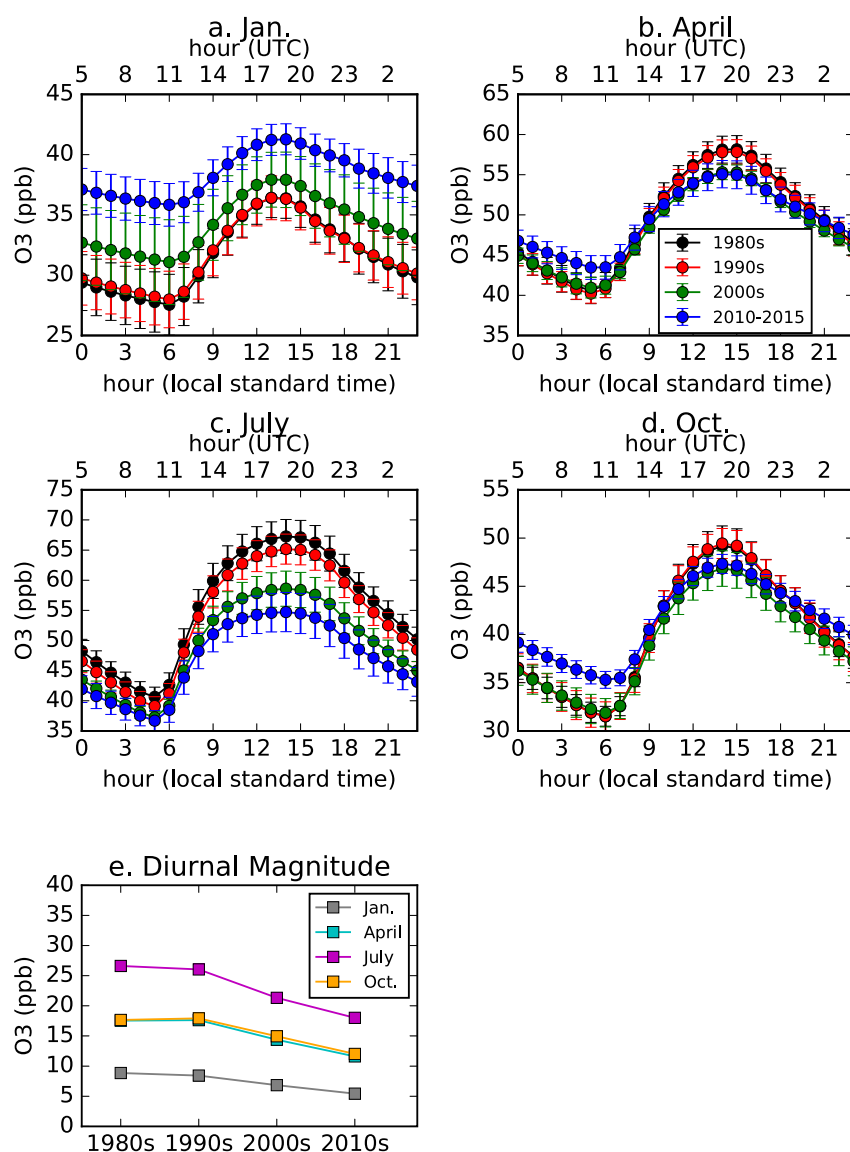 a. Jan.
hour (UTC)
5 8 11 14 17 20 23 2
45
40
35
30
25
O3 (ppb)
0 3 6 9 12 15 18 21
hour (local standard time)
b. April
hour (UTC)
5 8 11 14 17 20 23 2
65
60
55
50
45
40
35
O3 (ppb)
1980s
1990s
2000s
2010-2015
0 3 6 9 12 15 18 21
hour (local standard time)
c. July
hour (UTC)
5 8 11 14 17 20 23 2
75
70
65
60
55
50
45
40
35
O3 (ppb)
0 3 6 9 12 15 18 21
hour (local standard time)
d. Oct.
hour (UTC)
5 8 11 14 17 20 23 2
55
50
45
40
35
30
O3 (ppb)
0 3 6 9 12 15 18 21
hour (local standard time)
e. Diurnal Magnitude
40
35
30
25
20
15
10
5
0
O3 (ppb)
Jan.
April
July
Oct.
1980s 1990s 2000s 2010s